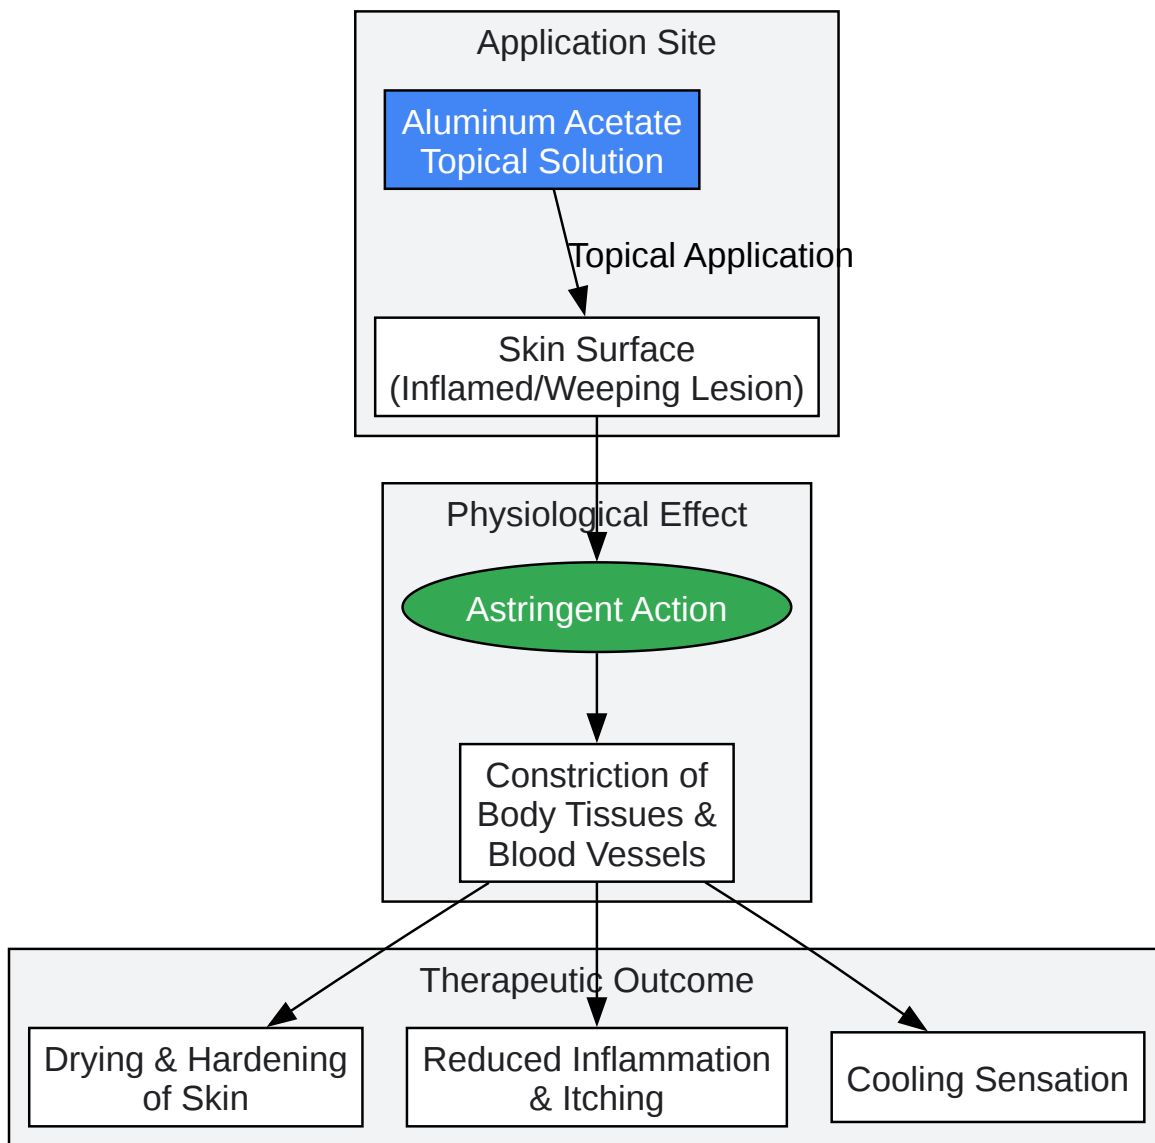 Application Site
Aluminum Acetate
Topical Solution
Topical Application
Skin Surface
(Inflamed/Weeping Lesion)
Physiological Effect
Astringent Action
Constriction of
Body Tissues &
Blood Vessels
Therapeutic Outcome
Drying & Hardening
of Skin
Reduced Inflammation
& Itching
Cooling Sensation